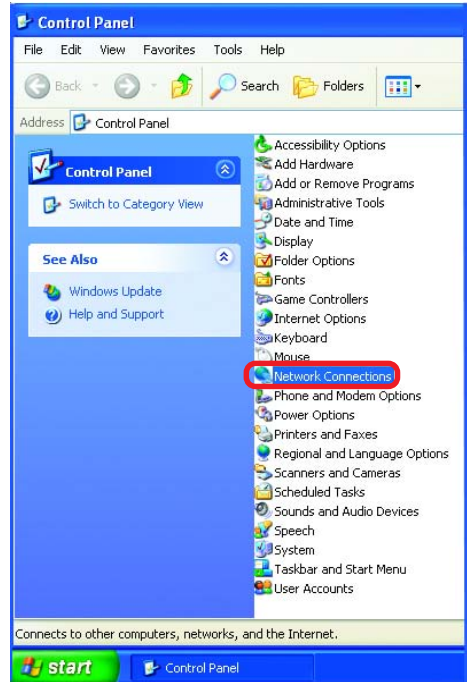 Control Panel
File Edit View Favorites Tools Help
Back Search Folders
Address Control Panel
Control Panel
Switch to Category View
See Also
Windows Update
Help and Support
Accessibility Options
Add Hardware
Add or Remove Programs
Administrative Tools
Date and Time
Display
Folder Options
Fonts
Game Controllers
Internet Options
Keyboard
Mouse
Network Connections
Phone and Modem Options
Power Options
Printers and Faxes
Regional and Language Options
Scanners and Cameras
Scheduled Tasks
Sounds and Audio Devices
Speech
System
Taskbar and Start Menu
User Accounts
Connects to other computers, networks, and the Internet.
start Control Panel